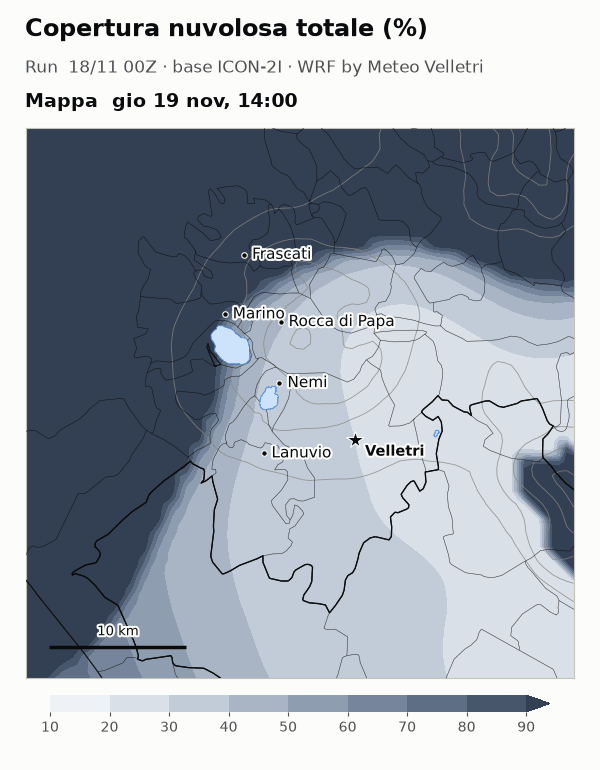 Copertura nuvolosa totale (%)
Run  18/11 00Z · base ICON-2I · WRF by Meteo Velletri
Mappa  gio 19 nov, 14:00
Frascati
Marino
Rocca di Papa
Nemi
Velletri
Lanuvio
10 km
10 20 30 40 50 60 70 80 90